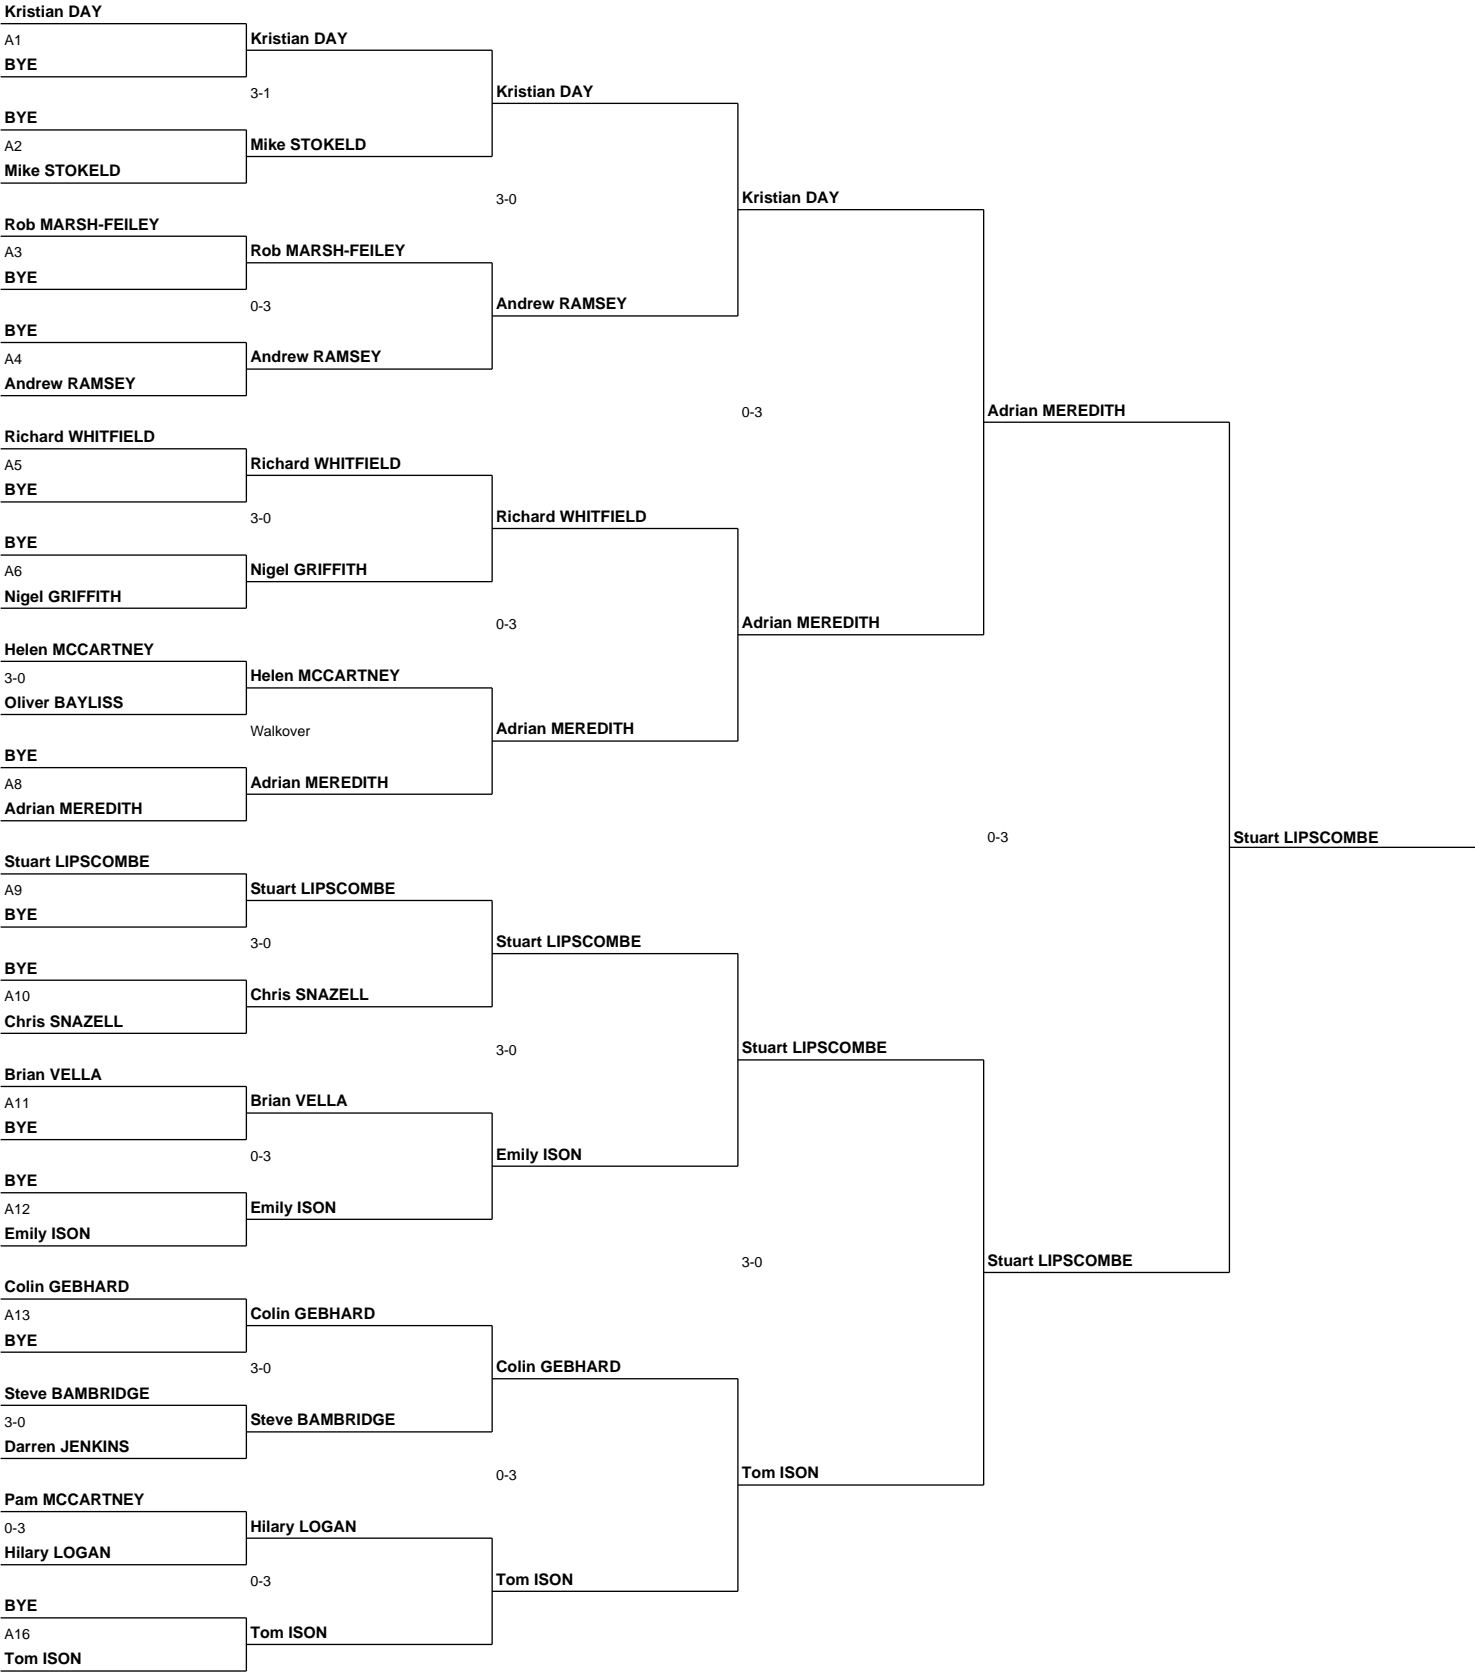 Kristian DAY
A1
Kristian DAY
BYE
3-1
Kristian DAY
BYE
A2
Mike STOKELD
Mike STOKELD
3-0
Kristian DAY
Rob MARSH-FEILEY
A3
Rob MARSH-FEILEY
BYE
0-3
Andrew RAMSEY
BYE
A4
Andrew RAMSEY
Andrew RAMSEY
0-3
Adrian MEREDITH
Richard WHITFIELD
A5
Richard WHITFIELD
BYE
3-0
Richard WHITFIELD
BYE
A6
Nigel GRIFFITH
Nigel GRIFFITH
0-3
Adrian MEREDITH
Helen MCCARTNEY
3-0
Helen MCCARTNEY
Oliver BAYLISS
Walkover
Adrian MEREDITH
BYE
A8
Adrian MEREDITH
Adrian MEREDITH
0-3
Stuart LIPSCOMBE
Stuart LIPSCOMBE
A9
Stuart LIPSCOMBE
BYE
3-0
Stuart LIPSCOMBE
BYE
A10
Chris SNAZELL
Chris SNAZELL
3-0
Stuart LIPSCOMBE
Brian VELLA
A11
Brian VELLA
BYE
0-3
Emily ISON
BYE
A12
Emily ISON
Emily ISON
3-0
Stuart LIPSCOMBE
Colin GEBHARD
A13
Colin GEBHARD
BYE
3-0
Colin GEBHARD
Steve BAMBRIDGE
3-0
Steve BAMBRIDGE
Darren JENKINS
0-3
Tom ISON
Pam MCCARTNEY
0-3
Hilary LOGAN
Hilary LOGAN
0-3
Tom ISON
BYE
A16
Tom ISON
Tom ISON